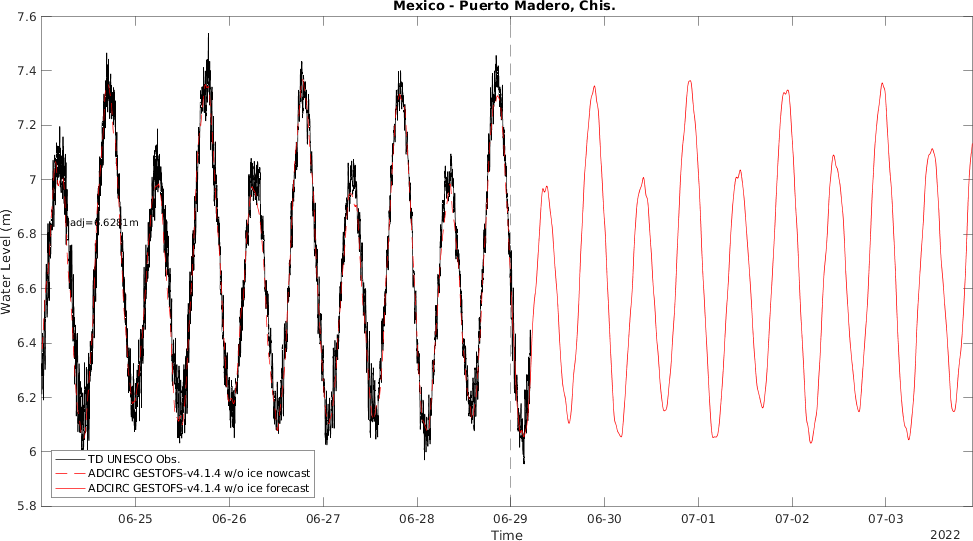 Mexico - Puerto Madero, Chis.
7.6
7.4
7.2
7
6.8
6.6
6.4
6.2
6
5.8
Water Level (m)
adj=6.6281m
TD UNESCO Obs.
ADCIRC GESTOFS-v4.1.4 w/o ice nowcast
ADCIRC GESTOFS-v4.1.4 w/o ice forecast
06-25 06-26 06-27 06-28 06-29 06-30 07-01 07-02 07-03
Time
2022